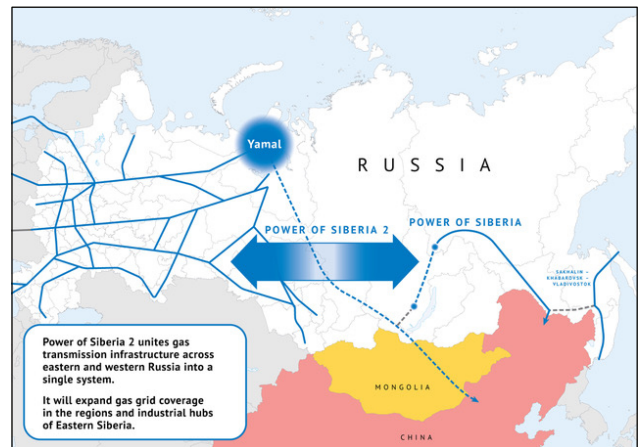 Yamal
RUSSIA
POWER OF SIBERIA 2
POWER OF SIBERIA
SAKHALIN –
KHABAROVSK –
VLADIVOSTOK
Power of Siberia 2 unites gas
transmission infrastructure across
eastern and western Russia into a
single system.
It will expand gas grid coverage
in the regions and industrial hubs
of Eastern Siberia.
MONGOLIA
CHINA